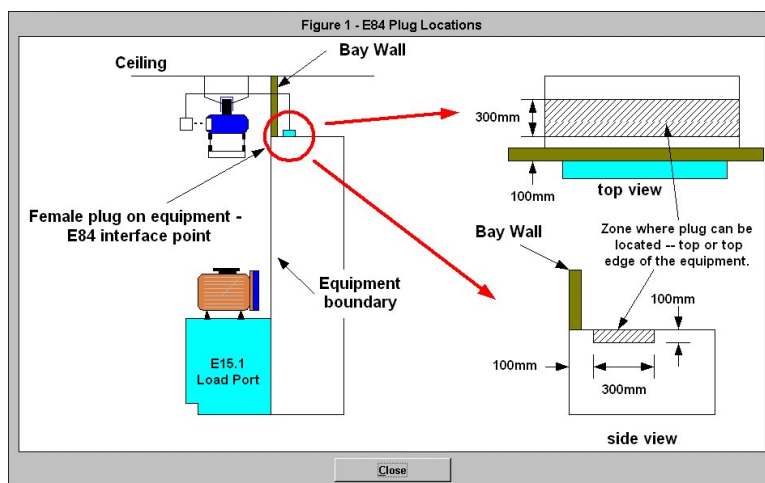 Figure 1 - E84 Plug Locations
Ceiling
Bay Wall
300mm
100mm
top view
Female plug on equipment -
E84 interface point
Zone where plug can be
located -- top or top
edge of the equipment.
Bay Wall
Equipment
boundary
100mm
E15.1
Load Port
100mm
300mm
side view
Close